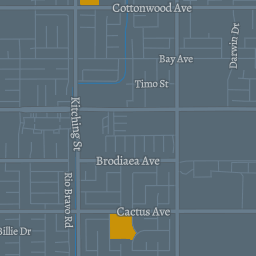 Cottonwood Ave
Darwin Dr
Bay Ave
Timo St
Kitching St
Brodiaea Ave
Rio Bravo Rd
Cactus Ave
Billie Dr